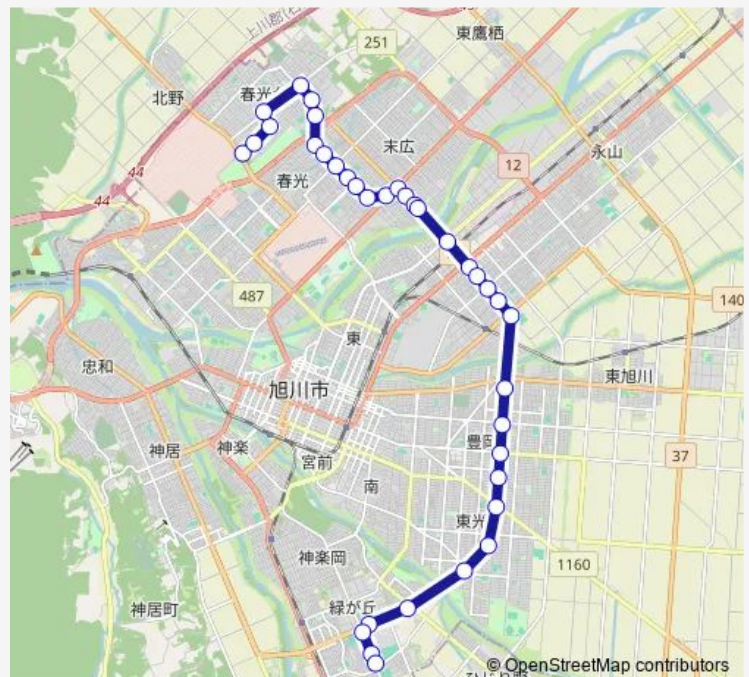 東鷹栖
251
北野
春光
末広
12
永山
44
春光
44
487
140
東
忠和
旭川市
東旭川
神居
神楽
宮前
豊岡
37
南
東光
1160
神楽岡
緑が丘
神居町
© OpenStreetMap contributors